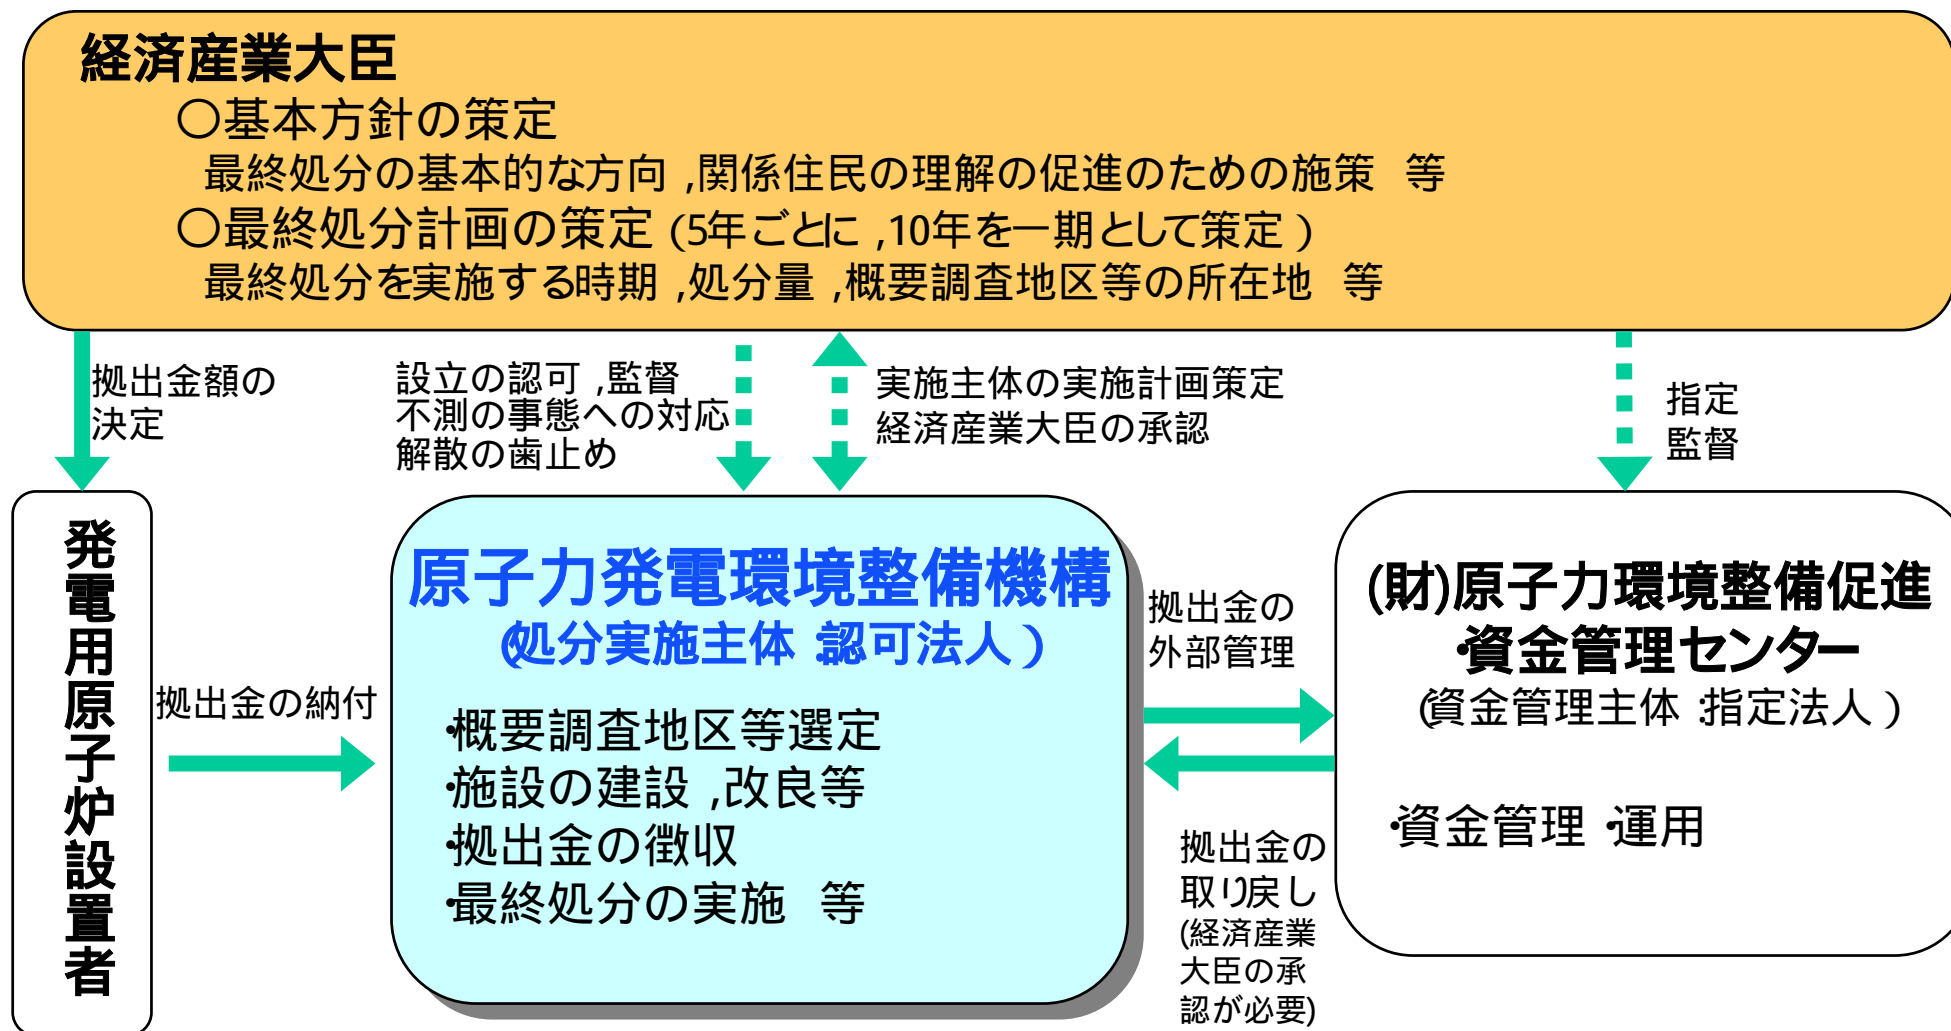 経済産業大臣
〇基本方針の策定
最終処分の基本的な方向,関係住民の理解の促進のための施策 等
〇最終処分計画の策定(5年ごとに,10年を一期として策定)
最終処分を実施する時期,処分量,概要調査地区等の所在地 等
拠出金額の
決定
設立の認可,監督
不測の事態への対応
解散の歯止め
実施主体の実施計画策定
経済産業大臣の承認
指定
監督
発電用原子炉設置者
拠出金の納付
原子力発電環境整備機構
(処分実施主体:認可法人)
・概要調査地区等選定
・施設の建設,改良等
・拠出金の徴収
・最終処分の実施 等
拠出金の
外部管理
拠出金の
取り戻し
(経済産業
大臣の承
認が必要)
(財)原子力環境整備促進
・資金管理センター
(資金管理主体:指定法人)
・資金管理・運用